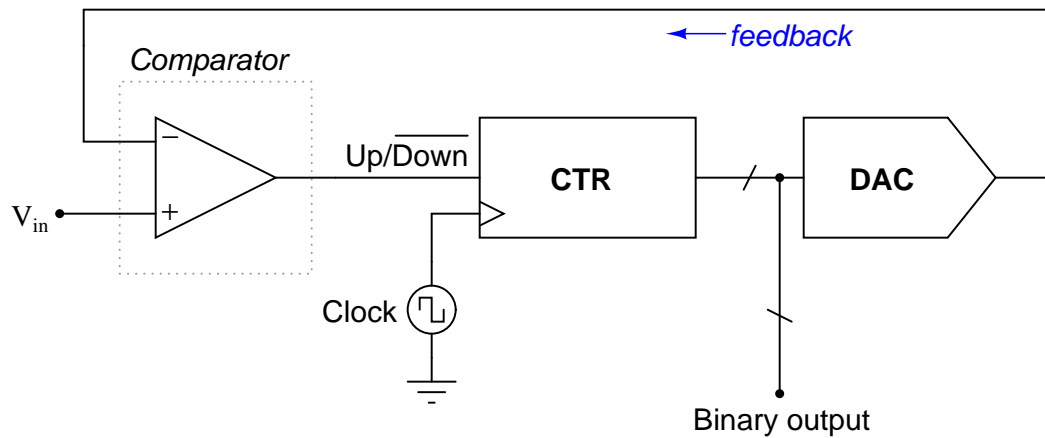 feedback
Comparator
Up/Down
CTR
DAC
−
+
Vin
Clock
Binary output